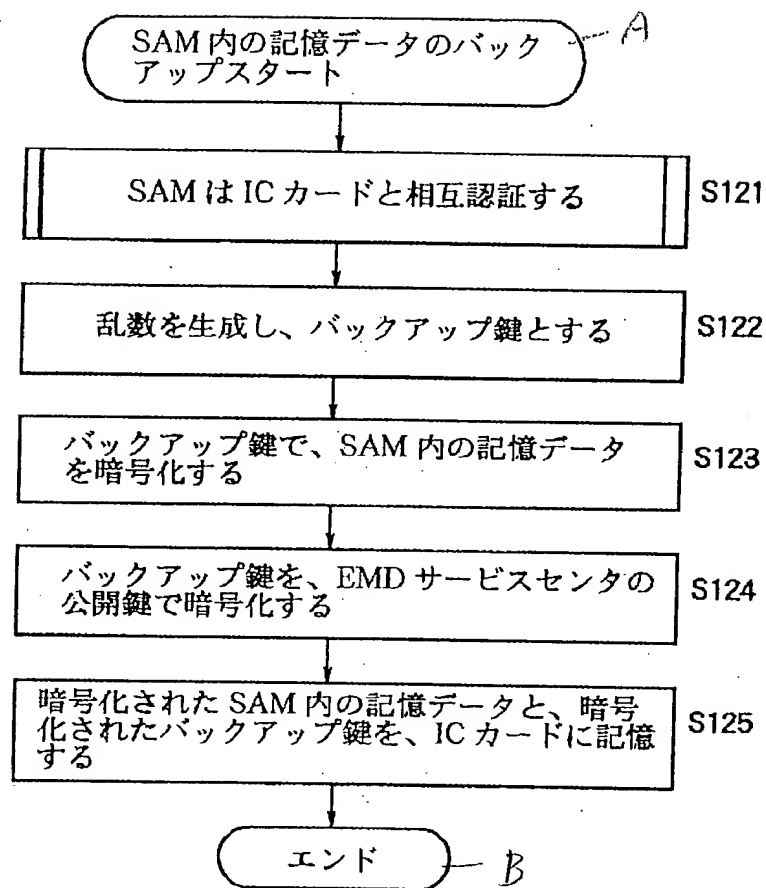 SAM 内の記憶データのバック
アップスタート
A
SAM は IC カードと相互認証する
S121
乱数を生成し、バックアップ鍵とする
S122
バックアップ鍵で、SAM 内の記憶データ
を暗号化する
S123
バックアップ鍵を、EMD サービスセンタの
公開鍵で暗号化する
S124
暗号化された SAM 内の記憶データと、暗号
化されたバックアップ鍵を、IC カードに記憶
する
S125
エンド
B